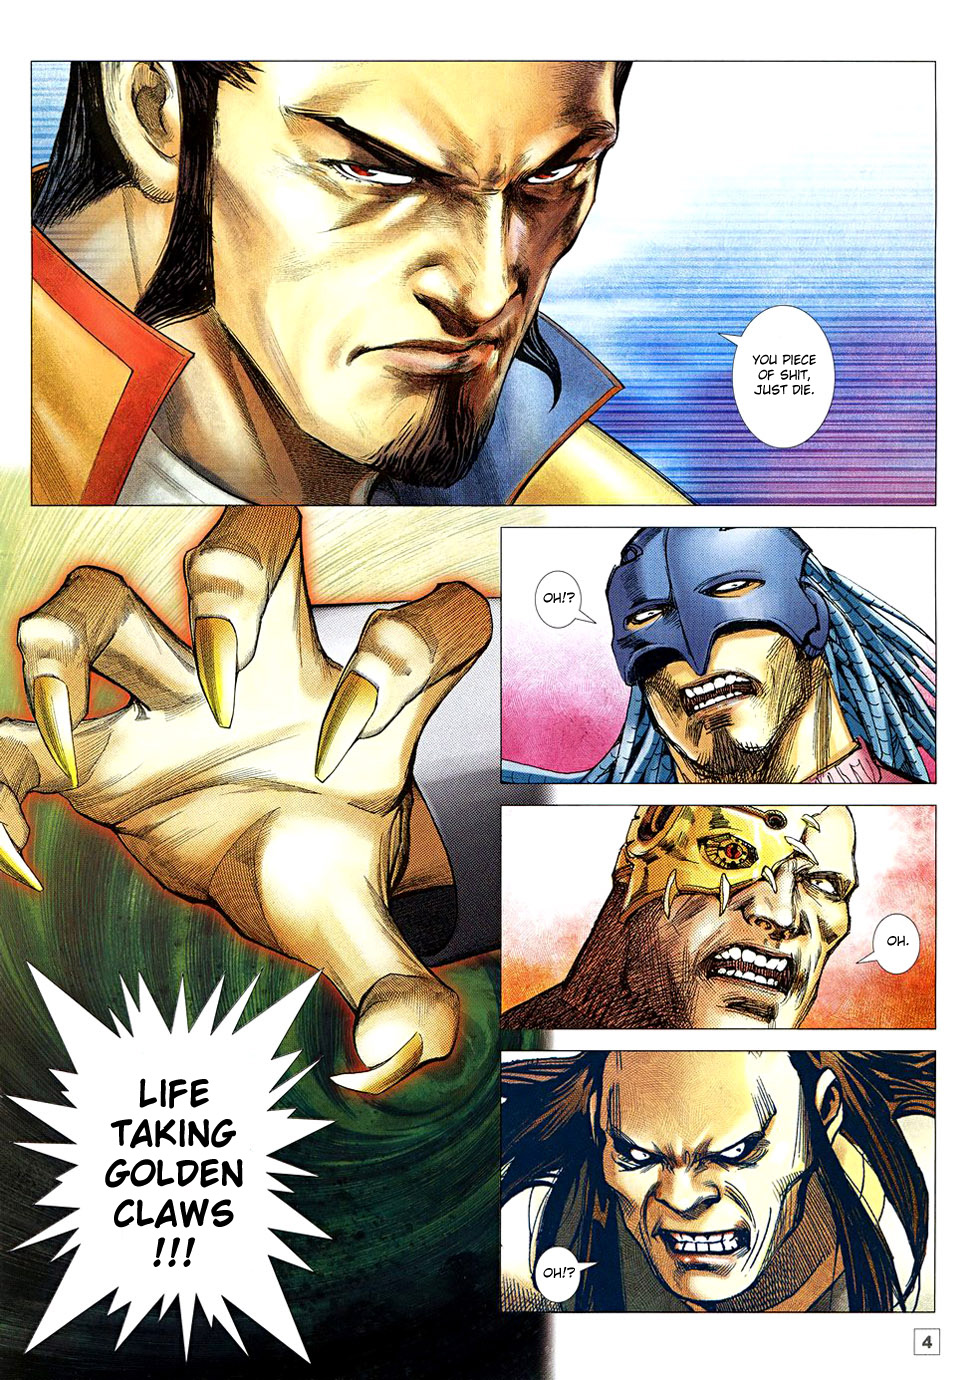 YOU PIECE
OF SHIT,
JUST DIE.
OH!?
OH.
LIFE
TAKING
GOLDEN
CLAWS
!!!
OH!?
4